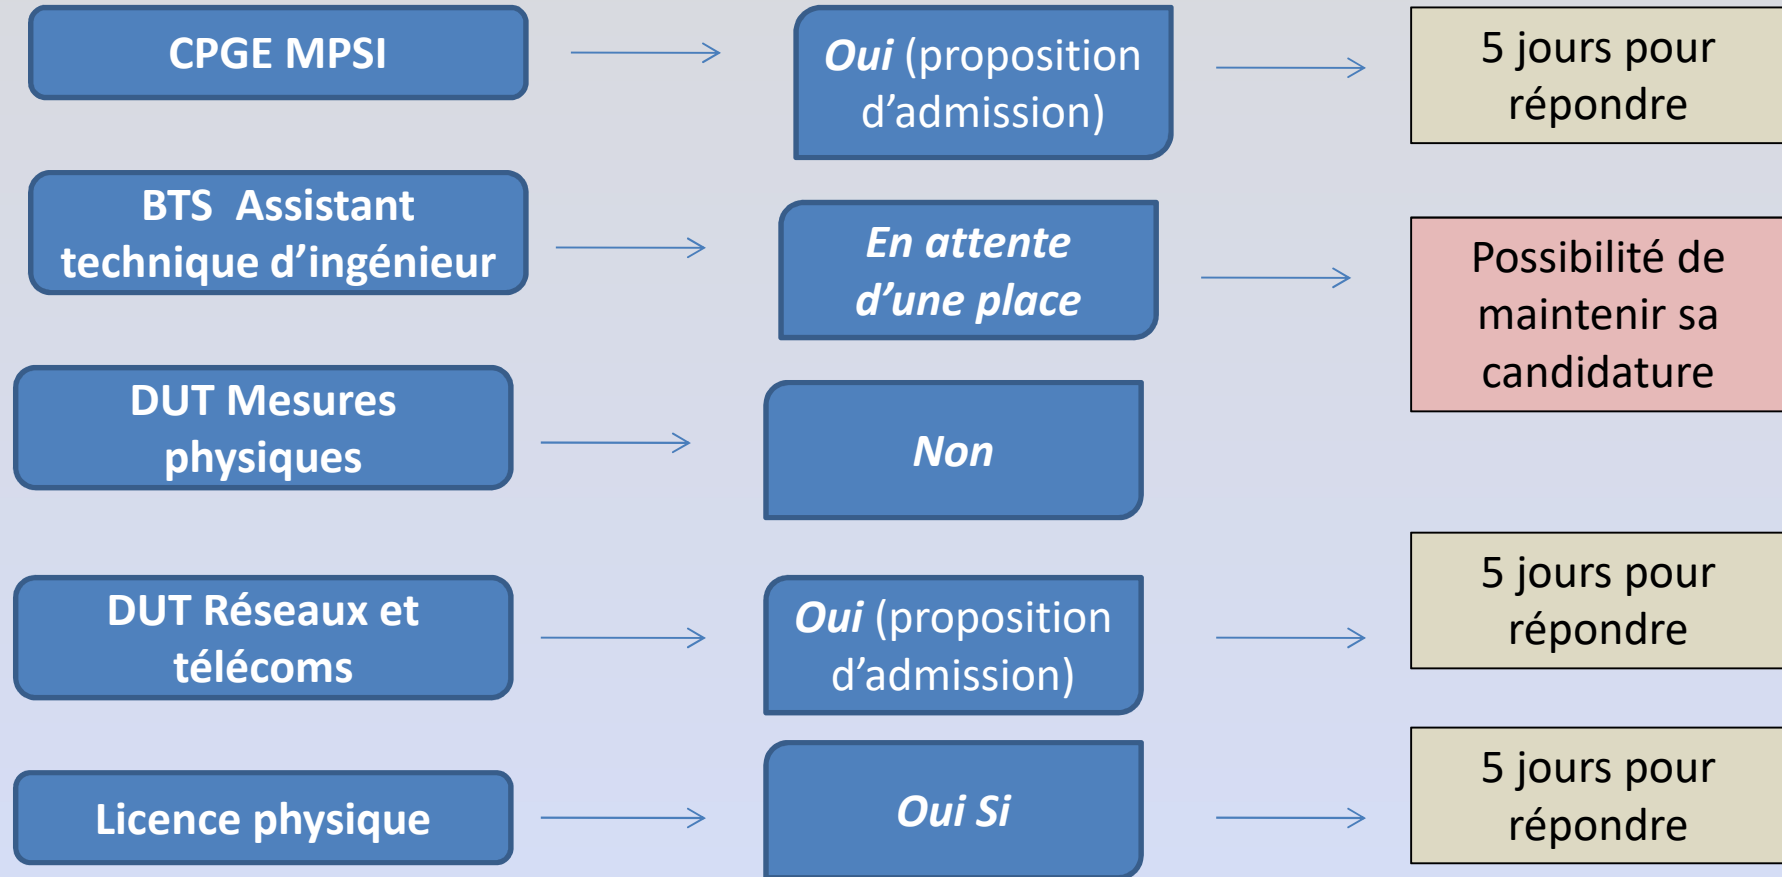 CPGE MPSI
Oui (proposition
d’admission)
5 jours pour
répondre
BTS  Assistant
technique d’ingénieur
En attente
d’une place
Possibilité de
maintenir sa
candidature
DUT Mesures
physiques
Non
DUT Réseaux et
télécoms
Oui (proposition
d’admission)
5 jours pour
répondre
Licence physique
Oui Si
5 jours pour
répondre